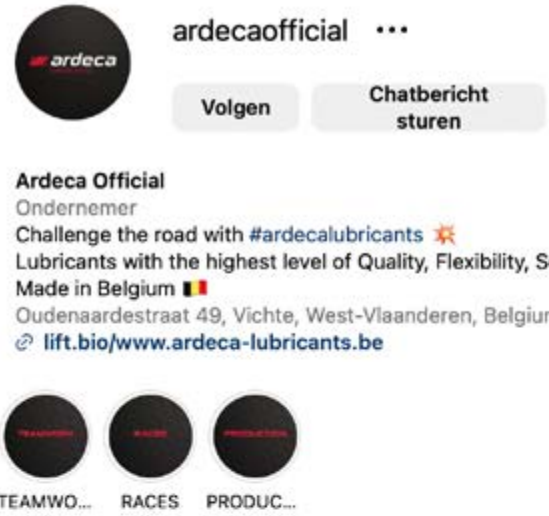 ardecaofficial ...
ardeca
Volgen
Chatbericht
sturen
Ardeca Official
Ondernemer
Challenge the road with #ardecalubricants 💥
Lubricants with the highest level of Quality, Flexibility, S
Made in Belgium 🇧🇪
Oudenaardestraat 49, Vichte, West-Vlaanderen, Belgiu
lift.bio/www.ardeca-lubricants.be
TEAMWORK
RACES
PRODUCTION
TEAMWO...
RACES
PRODUC...